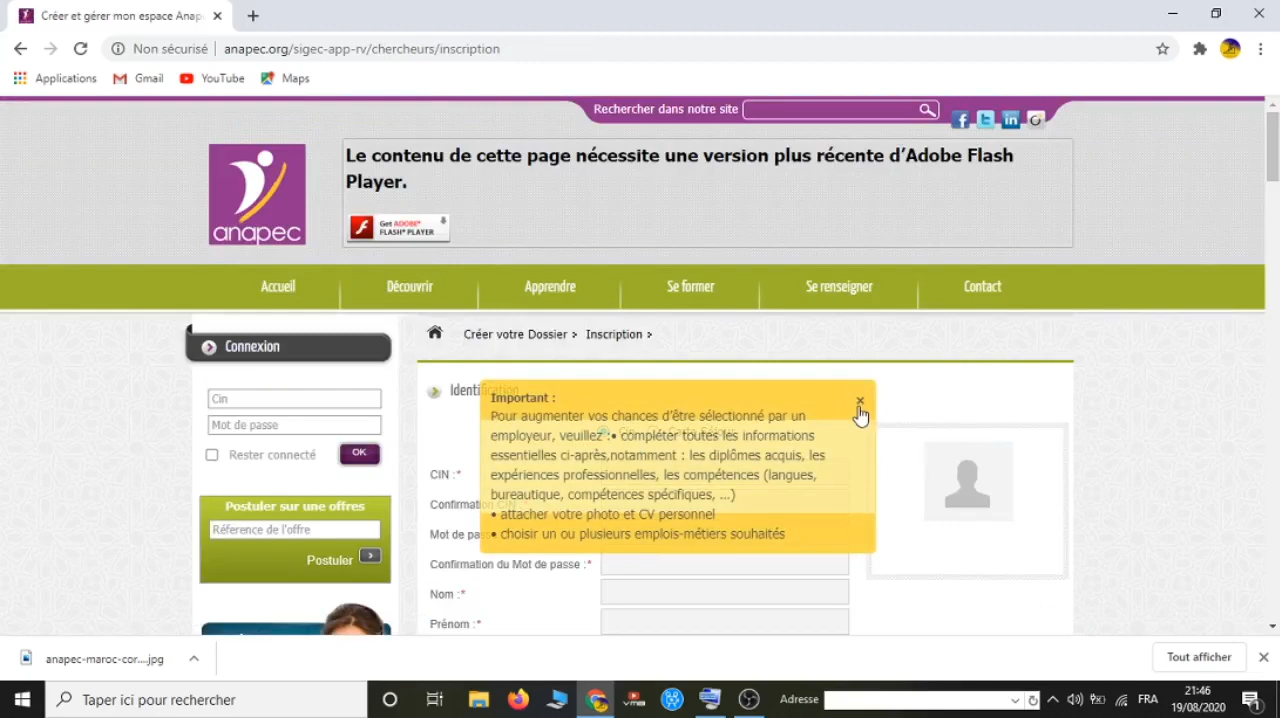 Créer et gérer mon espace Anap
Non sécurisé | anapec.org/sigec-app-rv/chercheurs/inscription
Applications Gmail YouTube Maps
Rechercher dans notre site
Le contenu de cette page nécessite une version plus récente d’Adobe Flash
Player.
Get ADOBE®
FLASH® PLAYER
anapec
Accueil Découvrir Apprendre Se former Se renseigner Contact
Connexion
Créer votre Dossier > Inscription >
Cin
Mot de passe
Rester connecté OK
Postuler sur une offres
Réference de l'offre
Postuler
Identification
Important :
Pour augmenter vos chances d’être sélectionné par un
employeur, veuillez :• compléter toutes les informations
essentielles ci-après,notamment : les diplômes acquis, les
expériences professionnelles, les compétences (langues,
bureautique, compétences spécifiques, ...)
• attacher votre photo et CV personnel
• choisir un ou plusieurs emplois-métiers souhaités
CIN :*
Confirmation CIN
Mot de pa
Confirmation du Mot de passe :*
Nom :*
Prénom :*
anapec-maroc-cor....jpg
Tout afficher
Taper ici pour rechercher
Adresse
FRA
21:46
19/08/2020